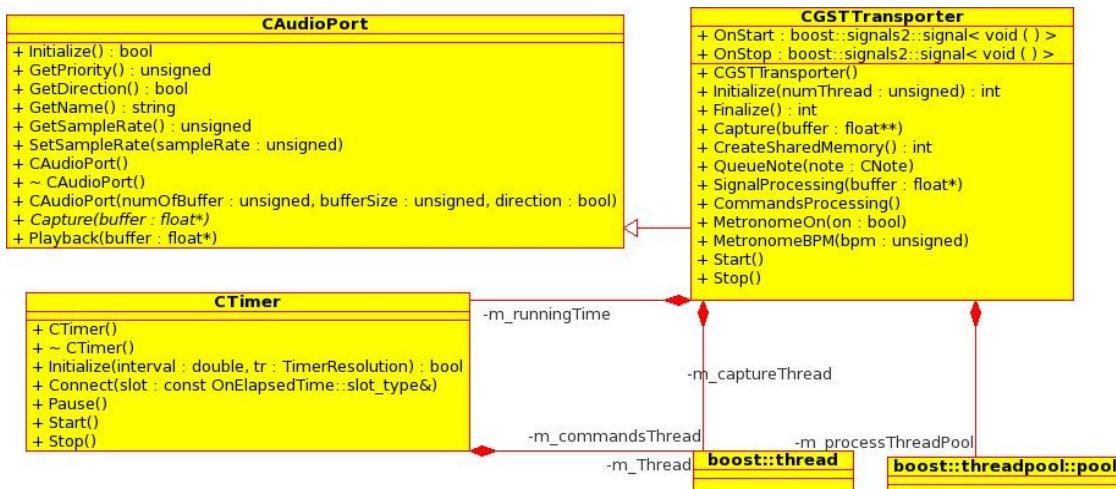 CAudioPort
+ Initialize() : bool
+ GetPriority() : unsigned
+ GetDirection() : bool
+ GetName() : string
+ GetSampleRate() : unsigned
+ SetSampleRate(sampleRate : unsigned)
+ CAudioPort()
+ ~ CAudioPort()
+ CAudioPort(numOfBuffer : unsigned, bufferSize : unsigned, direction : bool)
+ Capture(buffer : float*)
+ Playback(buffer : float*)
CGSTTransporter
+ OnStart : boost::signals2::signal< void ( ) >
+ OnStop : boost::signals2::signal< void ( ) >
+ CGSTTransporter()
+ Initialize(numThread : unsigned) : int
+ Finalize() : int
+ Capture(buffer : float**)
+ CreateSharedMemory() : int
+ QueueNote(note : CNote)
+ SignalProcessing(buffer : float*)
+ CommandsProcessing()
+ MetronomeOn(on : bool)
+ MetronomeBPM(bpm : unsigned)
+ Start()
+ Stop()
CTimer
+ CTimer()
+ ~ CTimer()
+ Initialize(interval : double, tr : TimerResolution) : bool
+ Connect(slot : const OnElapsedTime::slot_type&)
+ Pause()
+ Start()
+ Stop()
-m_runningTime
-m_captureThread
-m_commandsThread
-m_Thread
-m_processThreadPool
boost::thread
boost::threadpool::pool